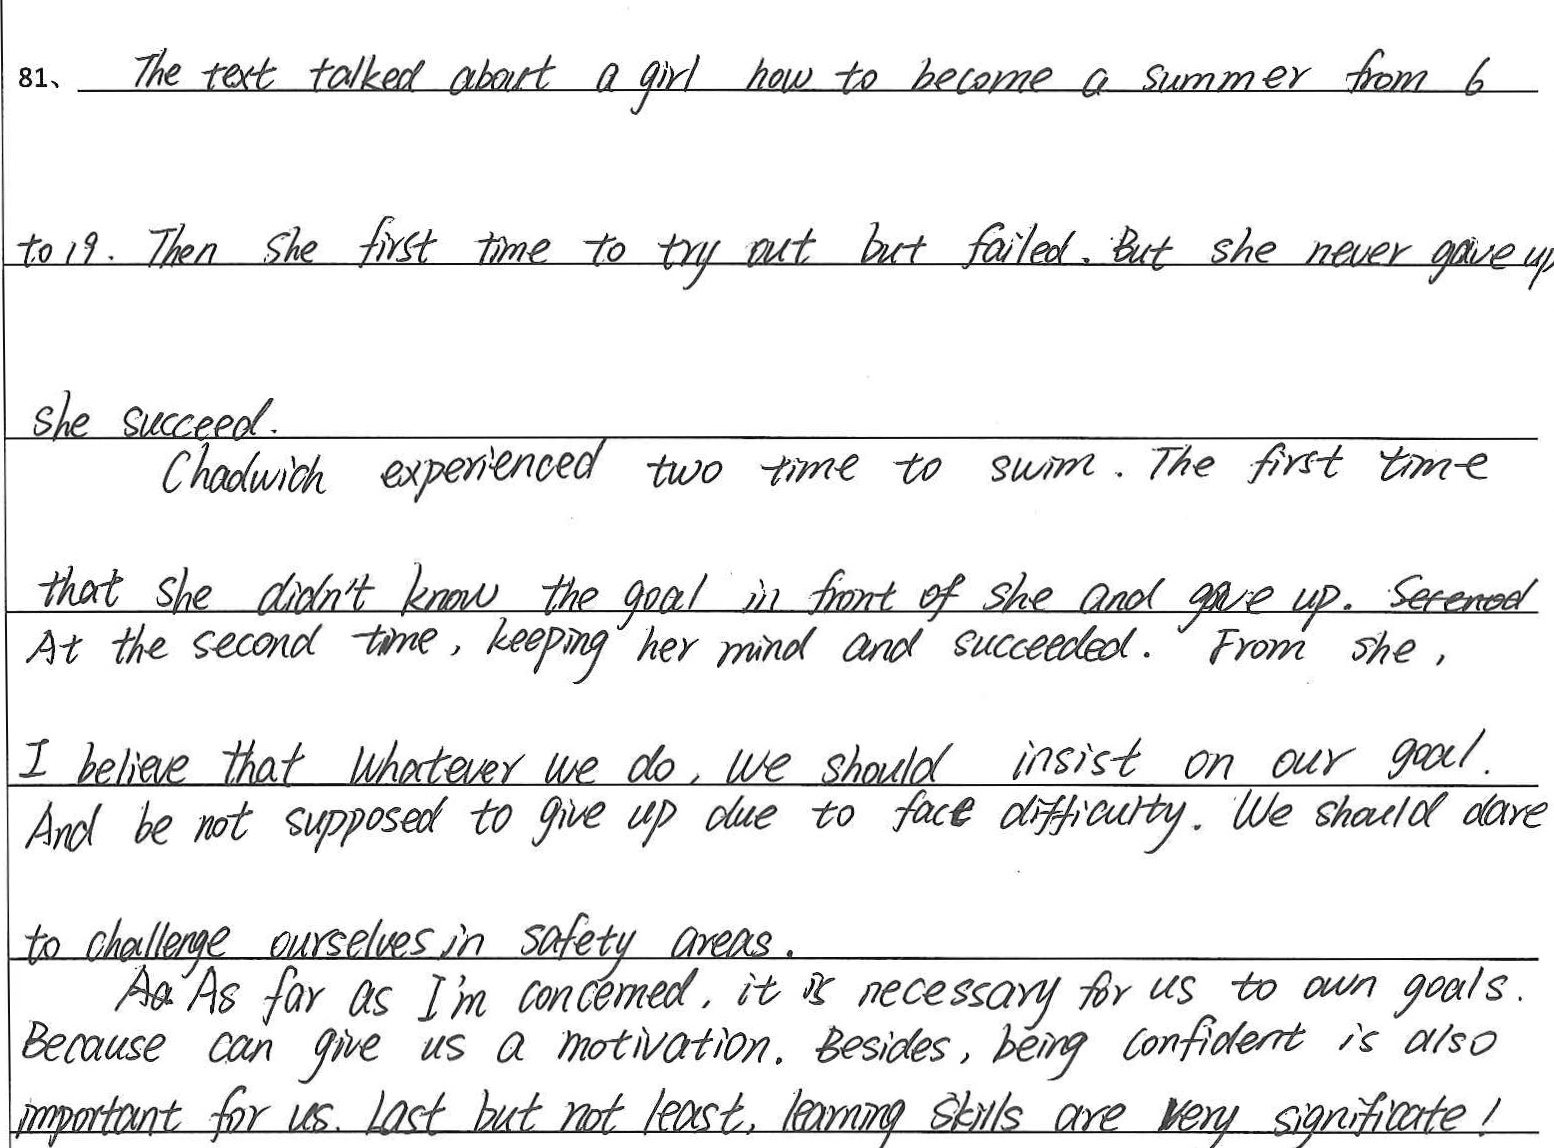 81、 The text talked about a girl how to become a summer from 6
to 19. Then she first time to try out but failed. But she never gave up
she succeed.
Chadwich experienced two time to swim. The first time
that she didn't know the goal in front of she and gave up. Serenod
At the second time, keeping her mind and succeeded. From she,
I believe that whatever we do, we should insist on our goal.
And be not supposed to give up due to face difficulty. We should dare
to challenge ourselves in safety areas.
Aa As far as I'm concerned, it is necessary for us to own goals.
Because can give us a motivation. Besides, being confident is also
important for us. Last but not least, learning skills are very significate!